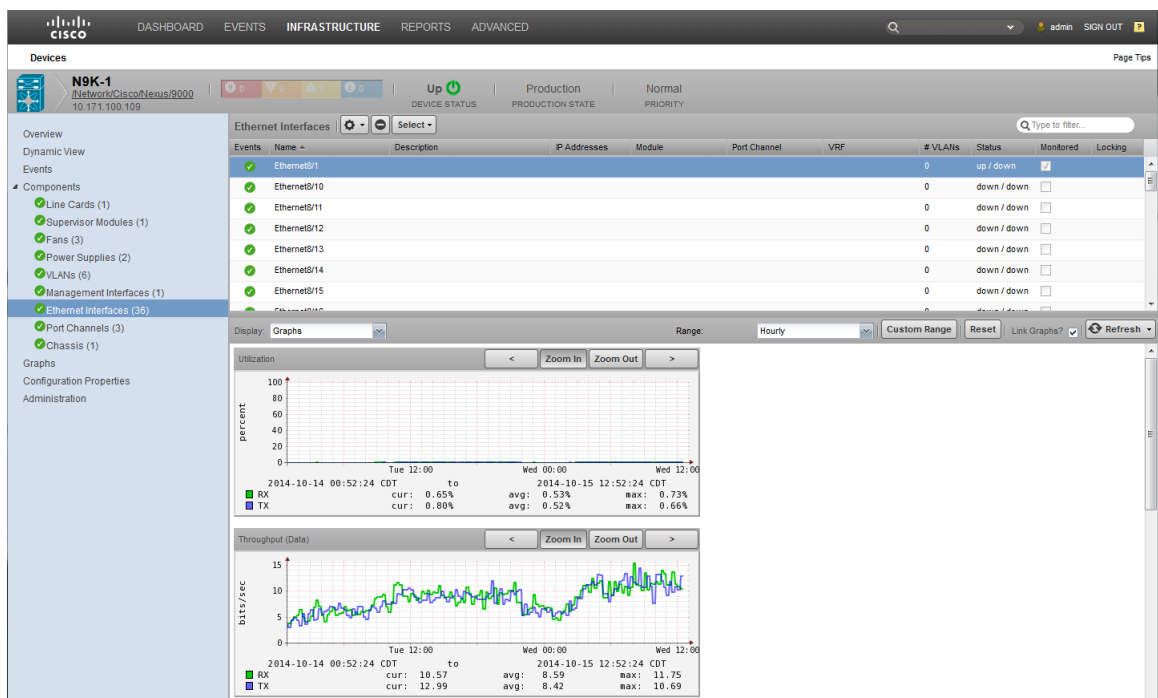 CISCO DASHBOARD EVENTS INFRASTRUCTURE REPORTS ADVANCED admin SIGN OUT ?
Devices Page Tips
N9K-1
/Network/Cisco/Nexus/9000
10.171.100.109
0 0 0 0
Up
DEVICE STATUS
Production
PRODUCTION STATE
Normal
PRIORITY
Overview
Dynamic View
Events
Components
Line Cards (1)
Supervisor Modules (1)
Fans (3)
Power Supplies (2)
VLANs (6)
Management Interfaces (1)
Ethernet Interfaces (36)
Port Channels (3)
Chassis (1)
Graphs
Configuration Properties
Administration
Ethernet Interfaces Select Type to filter...
Events Name Description IP Addresses Module Port Channel VRF # VLANs Status Monitored Locking
Ethernet8/1 0 up / down
Ethernet8/10 0 down / down
Ethernet8/11 0 down / down
Ethernet8/12 0 down / down
Ethernet8/13 0 down / down
Ethernet8/14 0 down / down
Ethernet8/15 0 down / down
Display: Graphs Range: Hourly Custom Range Reset Link Graphs? Refresh
Utilization < Zoom In Zoom Out >
percent
100
80
60
40
20
0
Tue 12:00 Wed 00:00 Wed 12:00
2014-10-14 00:52:24 CDT to 2014-10-15 12:52:24 CDT
RX cur: 0.65% avg: 0.53% max: 0.73%
TX cur: 0.80% avg: 0.52% max: 0.66%
Throughput (Data) < Zoom In Zoom Out >
bits/sec
15
10
5
0
Tue 12:00 Wed 00:00 Wed 12:00
2014-10-14 00:52:24 CDT to 2014-10-15 12:52:24 CDT
RX cur: 10.57 avg: 8.59 max: 11.75
TX cur: 12.99 avg: 8.42 max: 10.69